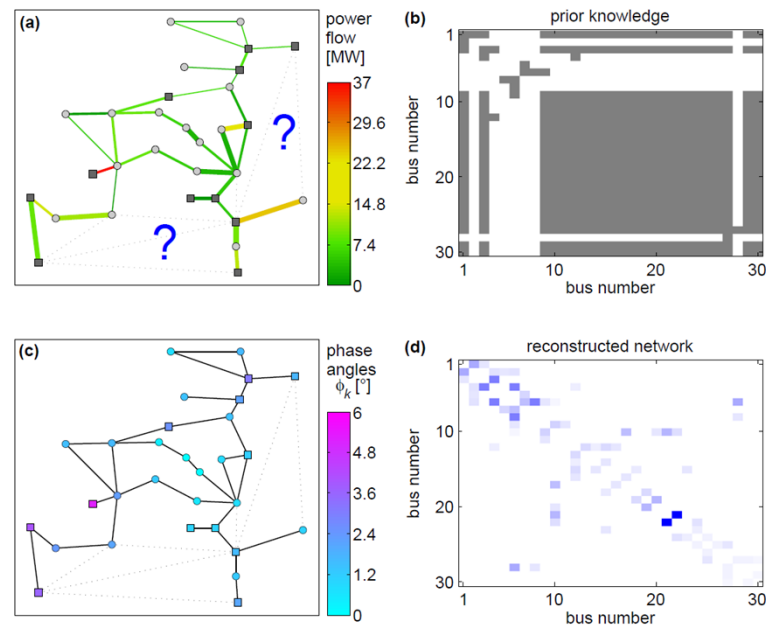 (a)
power
flow
[MW]
37
29.6
22.2
14.8
7.4
0
?
?
(b)
prior knowledge
bus number
1
10
20
30
1
10
20
30
bus number
(c)
phase
angles
ϕk [°]
6
4.8
3.6
2.4
1.2
0
(d)
reconstructed network
bus number
1
10
20
30
1
10
20
30
bus number